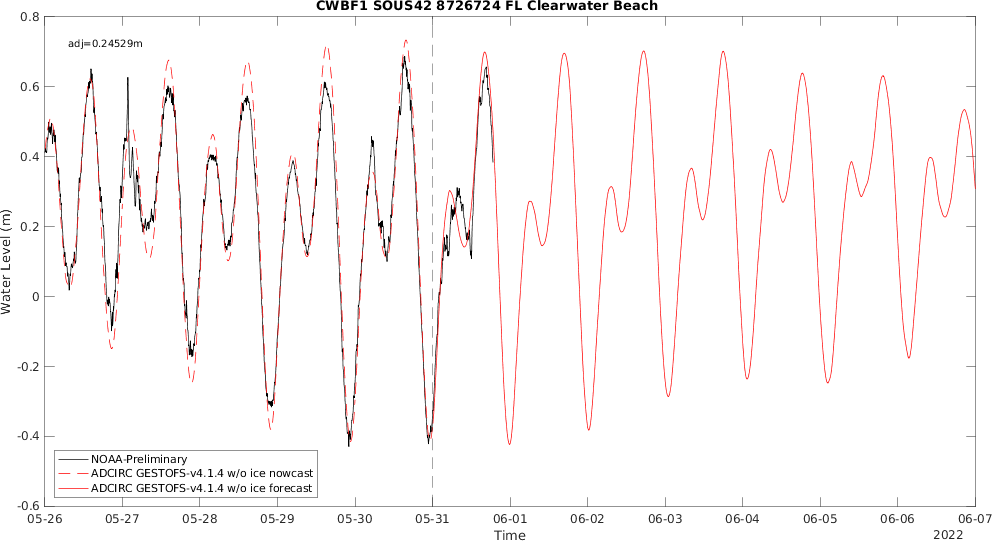 CWBF1 SOUS42 8726724 FL Clearwater Beach
adj=0.24529m
Water Level (m)
0.8
0.6
0.4
0.2
0
-0.2
-0.4
-0.6
NOAA-Preliminary
ADCIRC GESTOFS-v4.1.4 w/o ice nowcast
ADCIRC GESTOFS-v4.1.4 w/o ice forecast
05-26 05-27 05-28 05-29 05-30 05-31 06-01 06-02 06-03 06-04 06-05 06-06 06-07
Time
2022